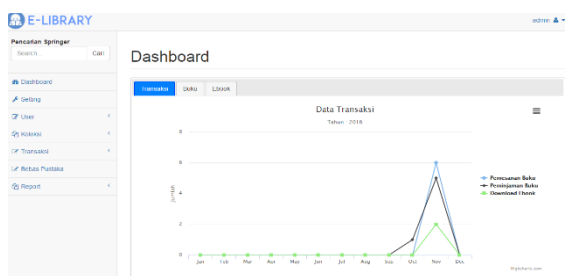 E-LIBRARY
admin
Pencarian Springer
Search...
Cari
Dashboard
Dashboard
Setting
User
Koleksi
Transaksi
Bebas Pustaka
Report
Transaksi Buku Ebook
Data Transaksi
Tahun : 2016
Jumlah
8
6
4
2
0
Jan Feb Mar Apr Mei Jun Jul Aug Sep Oct Nov Dec
Pemesanan Buku
Peminjaman Buku
Download Ebook
Highcharts.com